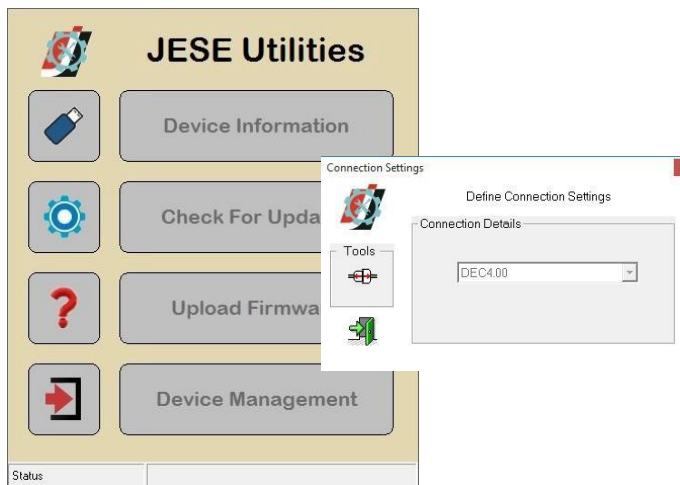 JESE Utilities
Device Information
Check For Upda
Upload Firmwa
Device Management
Status
Connection Settings
Define Connection Settings
Connection Details
Tools
DEC4.00